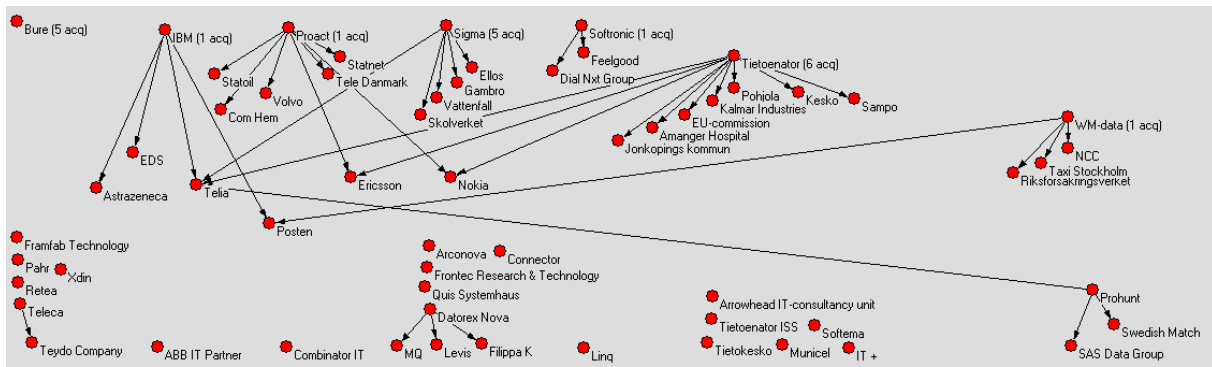 Bure (5 acq)
IBM (1 acq)
Proact (1 acq)
Sigma (5 acq)
Softronic (1 acq)
Statnet
Feelgood
Tietoenator (6 acq)
Statoil
Tele Danmark
Ellos
Dial Nxt Group
Gambro
Volvo
Vattenfall
Pohjola
Kesko
Sampo
Com Hem
Skolverket
Kalmar Industries
EU-commission
WM-data (1 acq)
Amanger Hospital
Jonkopings kommun
EDS
NCC
Taxi Stockholm
Riksforsakringsverket
Astrazeneca
Telia
Ericsson
Nokia
Posten
Framfab Technology
Arconova
Connector
Pahr
Xdin
Frontec Research & Technology
Retea
Quis Systemhaus
Prohunt
Teleca
Datorex Nova
Arrowhead IT-consultancy unit
Tietoenator ISS
Softema
Swedish Match
Teydo Company
ABB IT Partner
Combinator IT
MQ
Levis
Filippa K
Linq
Tietokesko
Municel
IT +
SAS Data Group